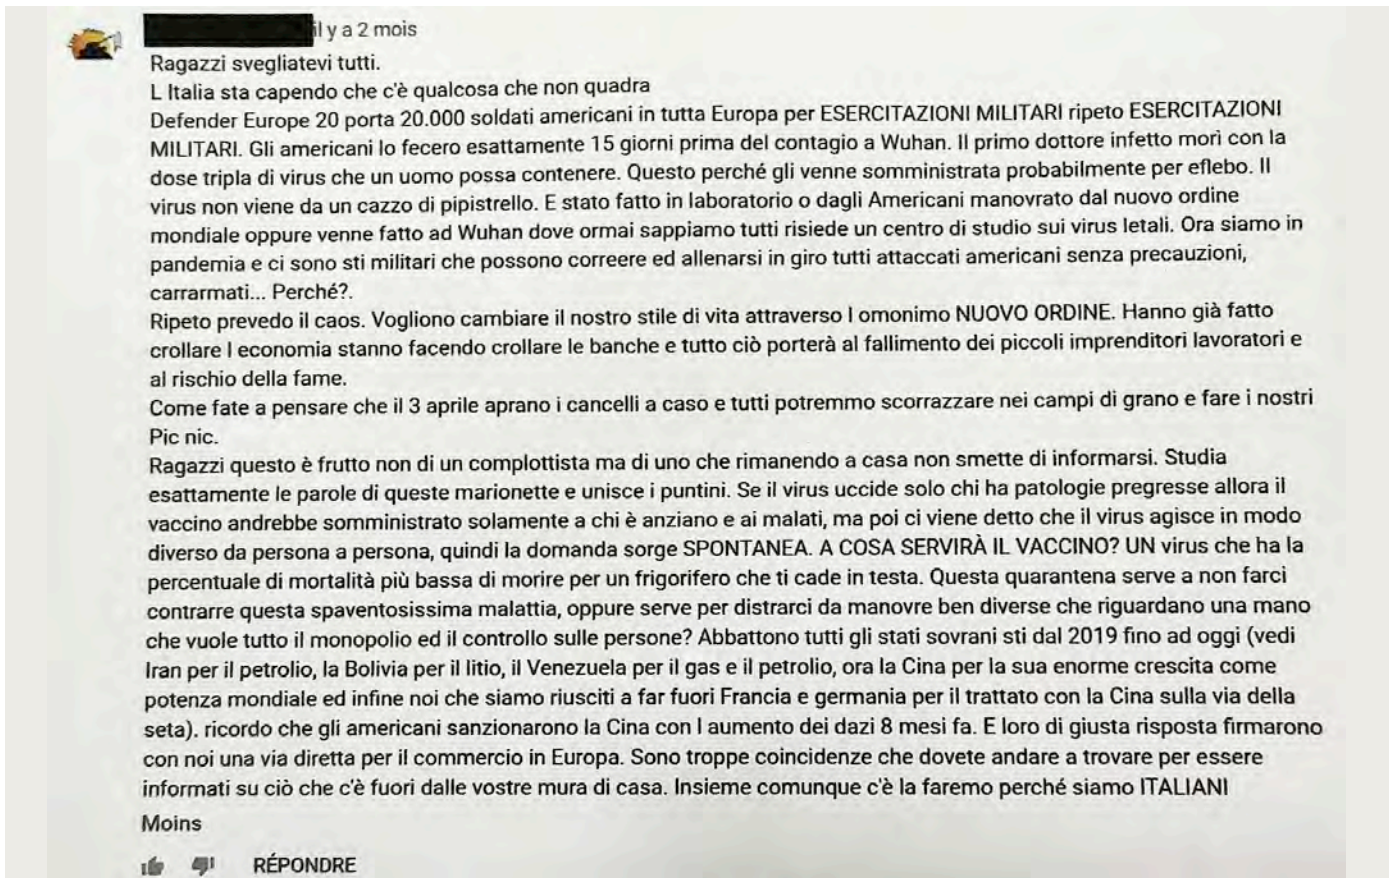 il y a 2 mois
Ragazzi svegliatevi tutti.
L Italia sta capendo che c'è qualcosa che non quadra
Defender Europe 20 porta 20.000 soldati americani in tutta Europa per ESERCITAZIONI MILITARI ripeto ESERCITAZIONI
MILITARI. Gli americani lo fecero esattamente 15 giorni prima del contagio a Wuhan. Il primo dottore infetto morì con la
dose tripla di virus che un uomo possa contenere. Questo perché gli venne somministrata probabilmente per eflebo. Il
virus non viene da un cazzo di pipistrello. E stato fatto in laboratorio o dagli Americani manovrato dal nuovo ordine
mondiale oppure venne fatto ad Wuhan dove ormai sappiamo tutti risiede un centro di studio sui virus letali. Ora siamo in
pandemia e ci sono sti militari che possono correere ed allenarsi in giro tutti attaccati americani senza precauzioni,
carrarmati... Perché?.
Ripeto prevedo il caos. Vogliono cambiare il nostro stile di vita attraverso l omonimo NUOVO ORDINE. Hanno già fatto
crollare l economia stanno facendo crollare le banche e tutto ciò porterà al fallimento dei piccoli imprenditori lavoratori e
al rischio della fame.
Come fate a pensare che il 3 aprile aprano i cancelli a caso e tutti potremmo scorrazzare nei campi di grano e fare i nostri
Pic nic.
Ragazzi questo è frutto non di un complottista ma di uno che rimanendo a casa non smette di informarsi. Studia
esattamente le parole di queste marionette e unisce i puntini. Se il virus uccide solo chi ha patologie pregresse allora il
vaccino andrebbe somministrato solamente a chi è anziano e ai malati, ma poi ci viene detto che il virus agisce in modo
diverso da persona a persona, quindi la domanda sorge SPONTANEA. A COSA SERVIRÀ IL VACCINO? UN virus che ha la
percentuale di mortalità più bassa di morire per un frigorifero che ti cade in testa. Questa quarantena serve a non farci
contrarre questa spaventosissima malattia, oppure serve per distrarci da manovre ben diverse che riguardano una mano
che vuole tutto il monopolio ed il controllo sulle persone? Abbattono tutti gli stati sovrani sti dal 2019 fino ad oggi (vedi
Iran per il petrolio, la Bolivia per il litio, il Venezuela per il gas e il petrolio, ora la Cina per la sua enorme crescita come
potenza mondiale ed infine noi che siamo riusciti a far fuori Francia e germania per il trattato con la Cina sulla via della
seta). ricordo che gli americani sanzionarono la Cina con l aumento dei dazi 8 mesi fa. E loro di giusta risposta firmarono
con noi una via diretta per il commercio in Europa. Sono troppe coincidenze che dovete andare a trovare per essere
informati su ciò che c'è fuori dalle vostre mura di casa. Insieme comunque c'è la faremo perché siamo ITALIANI
Moins
RÉPONDRE